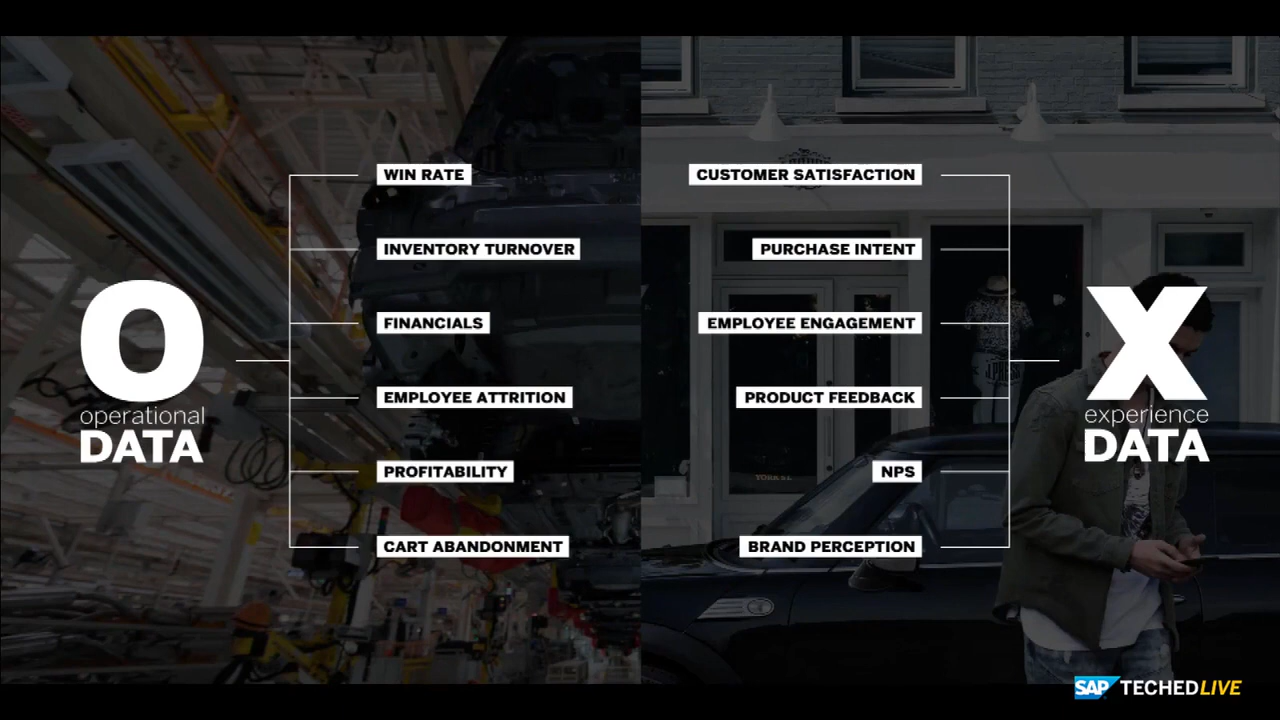 O
operational
DATA
WIN RATE
INVENTORY TURNOVER
FINANCIALS
EMPLOYEE ATTRITION
PROFITABILITY
CART ABANDONMENT
CUSTOMER SATISFACTION
PURCHASE INTENT
EMPLOYEE ENGAGEMENT
PRODUCT FEEDBACK
NPS
BRAND PERCEPTION
X
experience
DATA
J.PRESS
SAP TECHEDLIVE